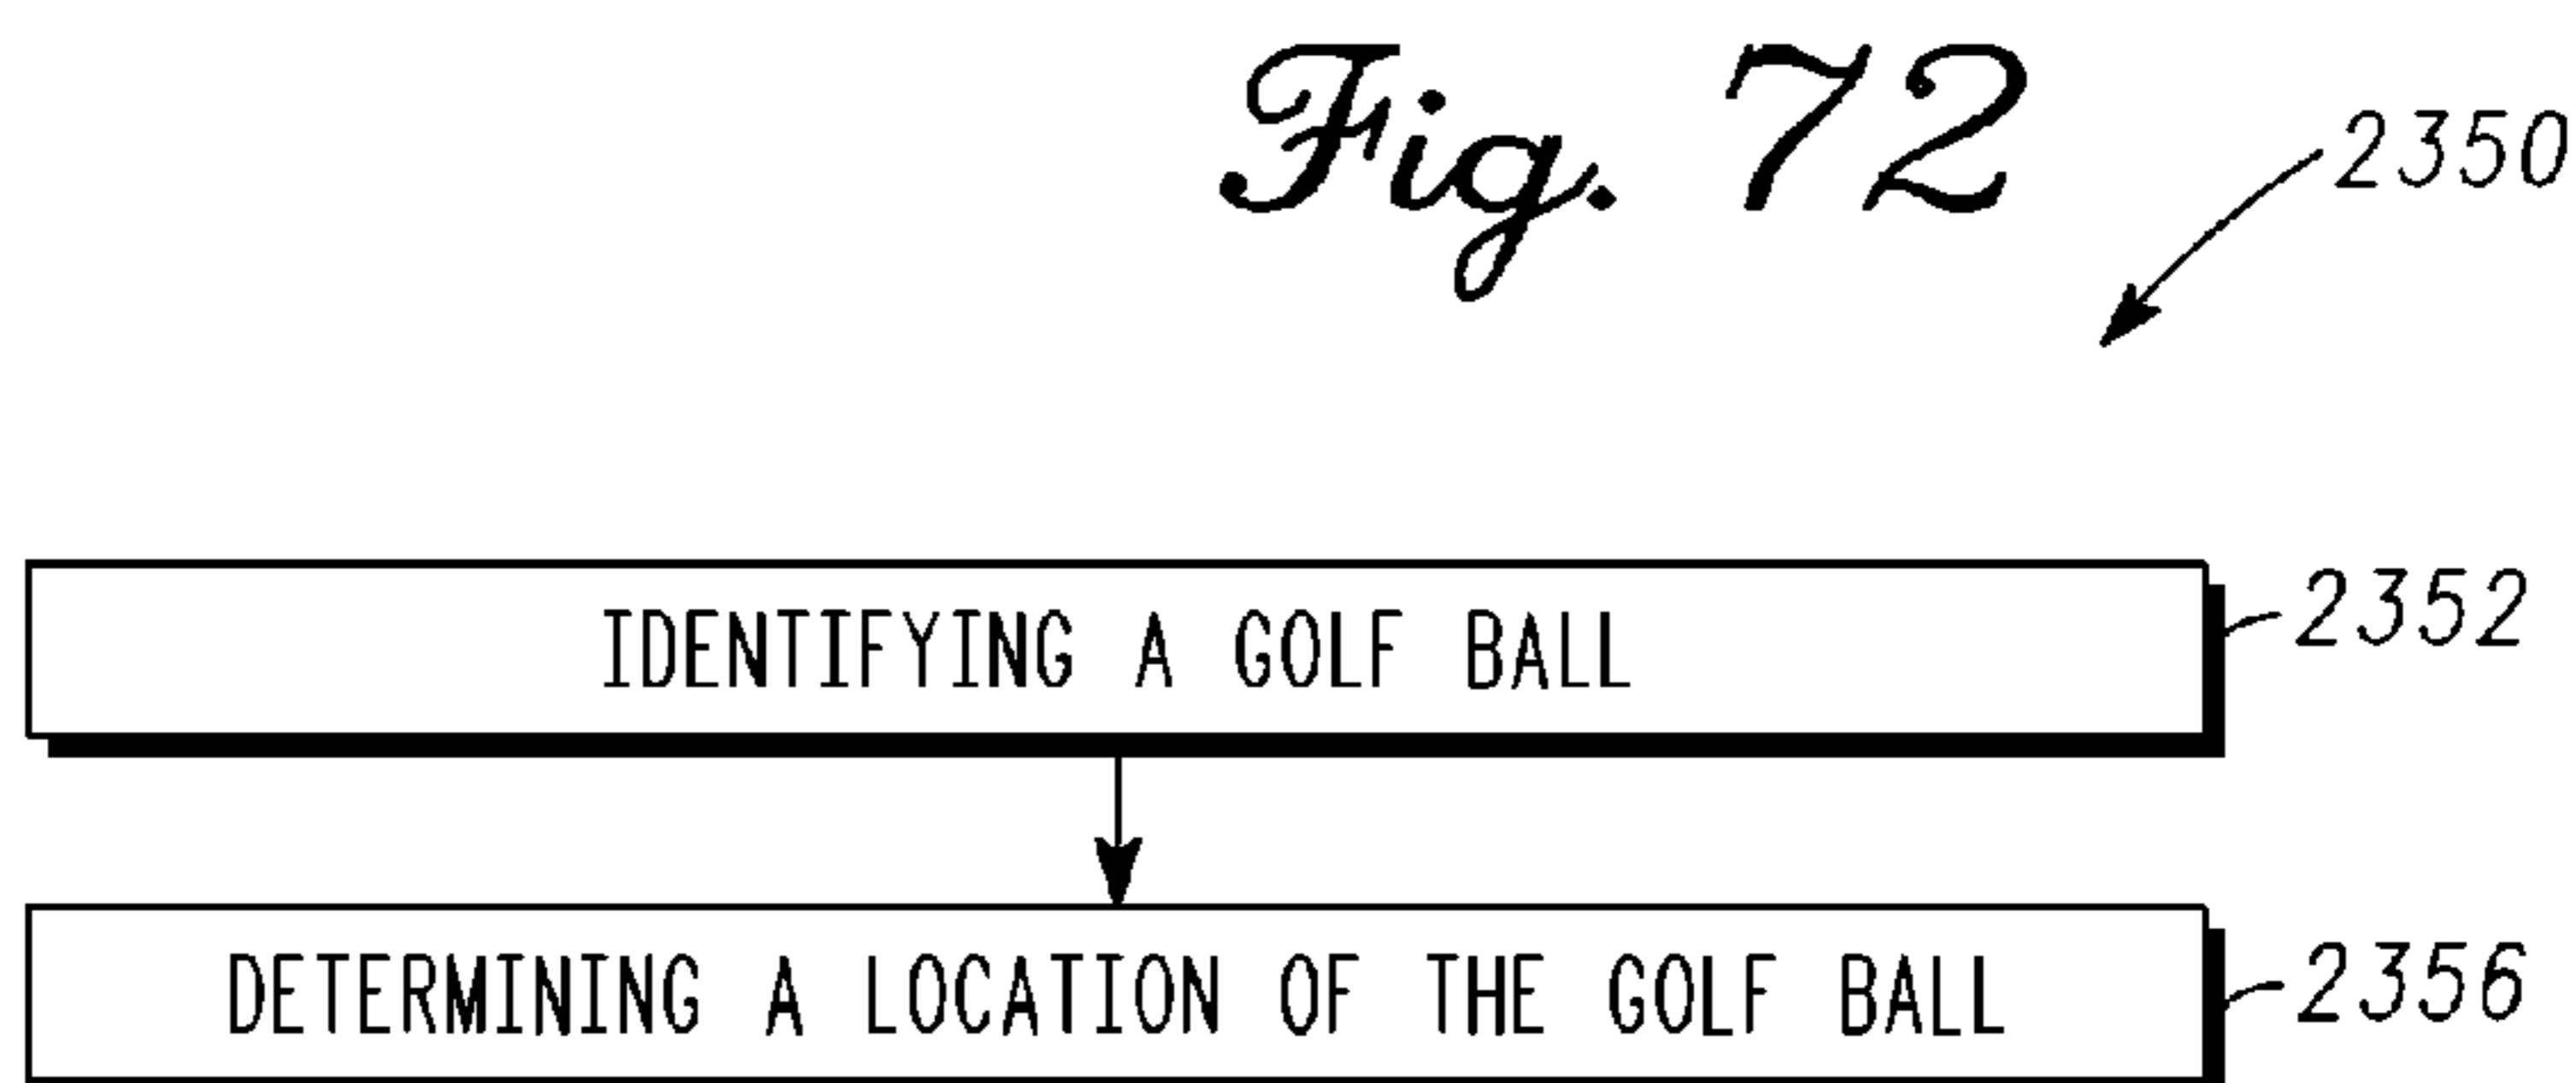 Fig. 72
2350
IDENTIFYING A GOLF BALL
2352
DETERMINING A LOCATION OF THE GOLF BALL
2356